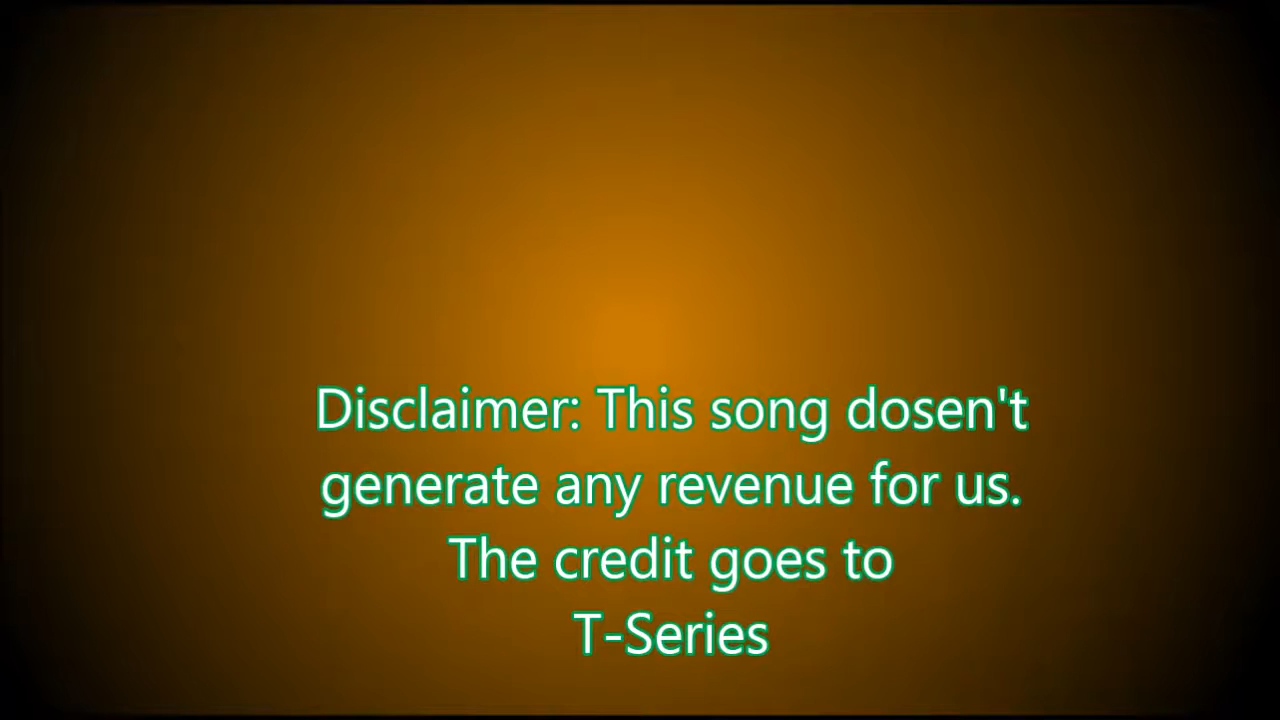 Disclaimer: This song dosen't
generate any revenue for us.
The credit goes to
T-Series